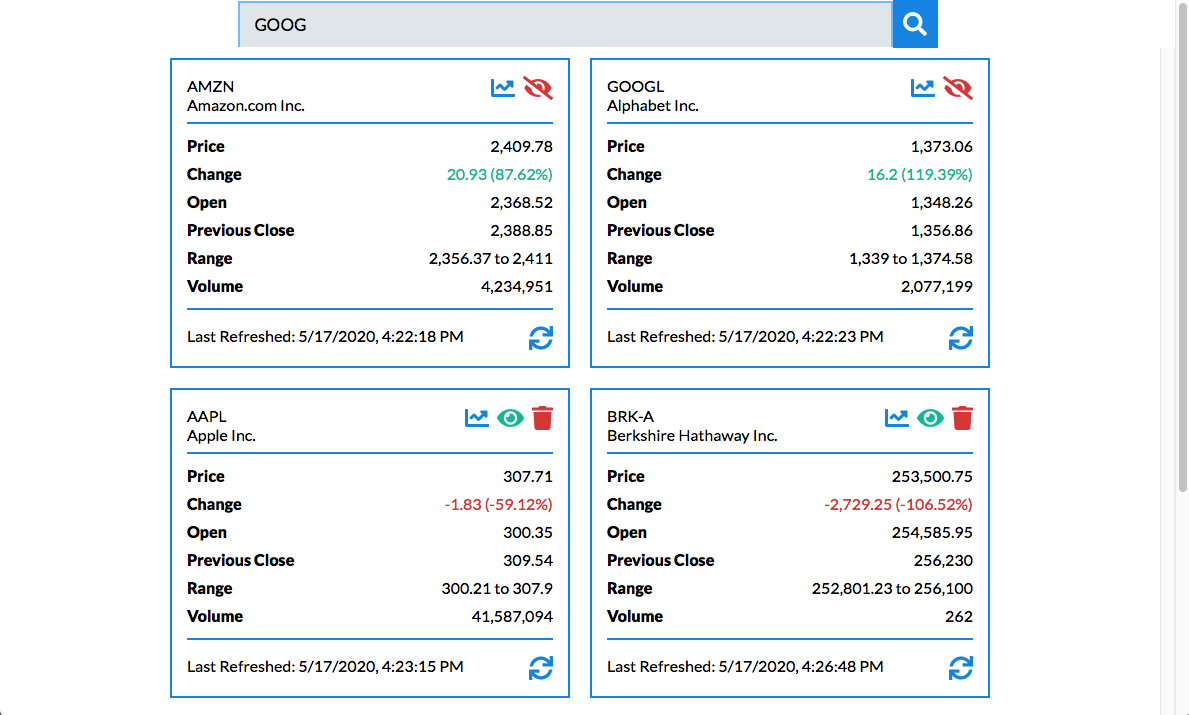 GOOG
AMZN
Amazon.com Inc.
Price 2,409.78
Change 20.93 (87.62%)
Open 2,368.52
Previous Close 2,388.85
Range 2,356.37 to 2,411
Volume 4,234,951
Last Refreshed: 5/17/2020, 4:22:18 PM
GOOGL
Alphabet Inc.
Price 1,373.06
Change 16.2 (119.39%)
Open 1,348.26
Previous Close 1,356.86
Range 1,339 to 1,374.58
Volume 2,077,199
Last Refreshed: 5/17/2020, 4:22:23 PM
AAPL
Apple Inc.
Price 307.71
Change -1.83 (-59.12%)
Open 300.35
Previous Close 309.54
Range 300.21 to 307.9
Volume 41,587,094
Last Refreshed: 5/17/2020, 4:23:15 PM
BRK-A
Berkshire Hathaway Inc.
Price 253,500.75
Change -2,729.25 (-106.52%)
Open 254,585.95
Previous Close 256,230
Range 252,801.23 to 256,100
Volume 262
Last Refreshed: 5/17/2020, 4:26:48 PM